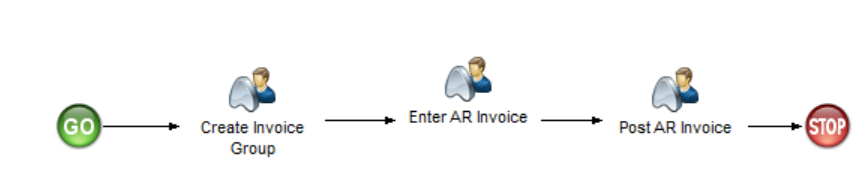 GO
Create Invoice
Group
Enter AR Invoice
Post AR Invoice
STOP